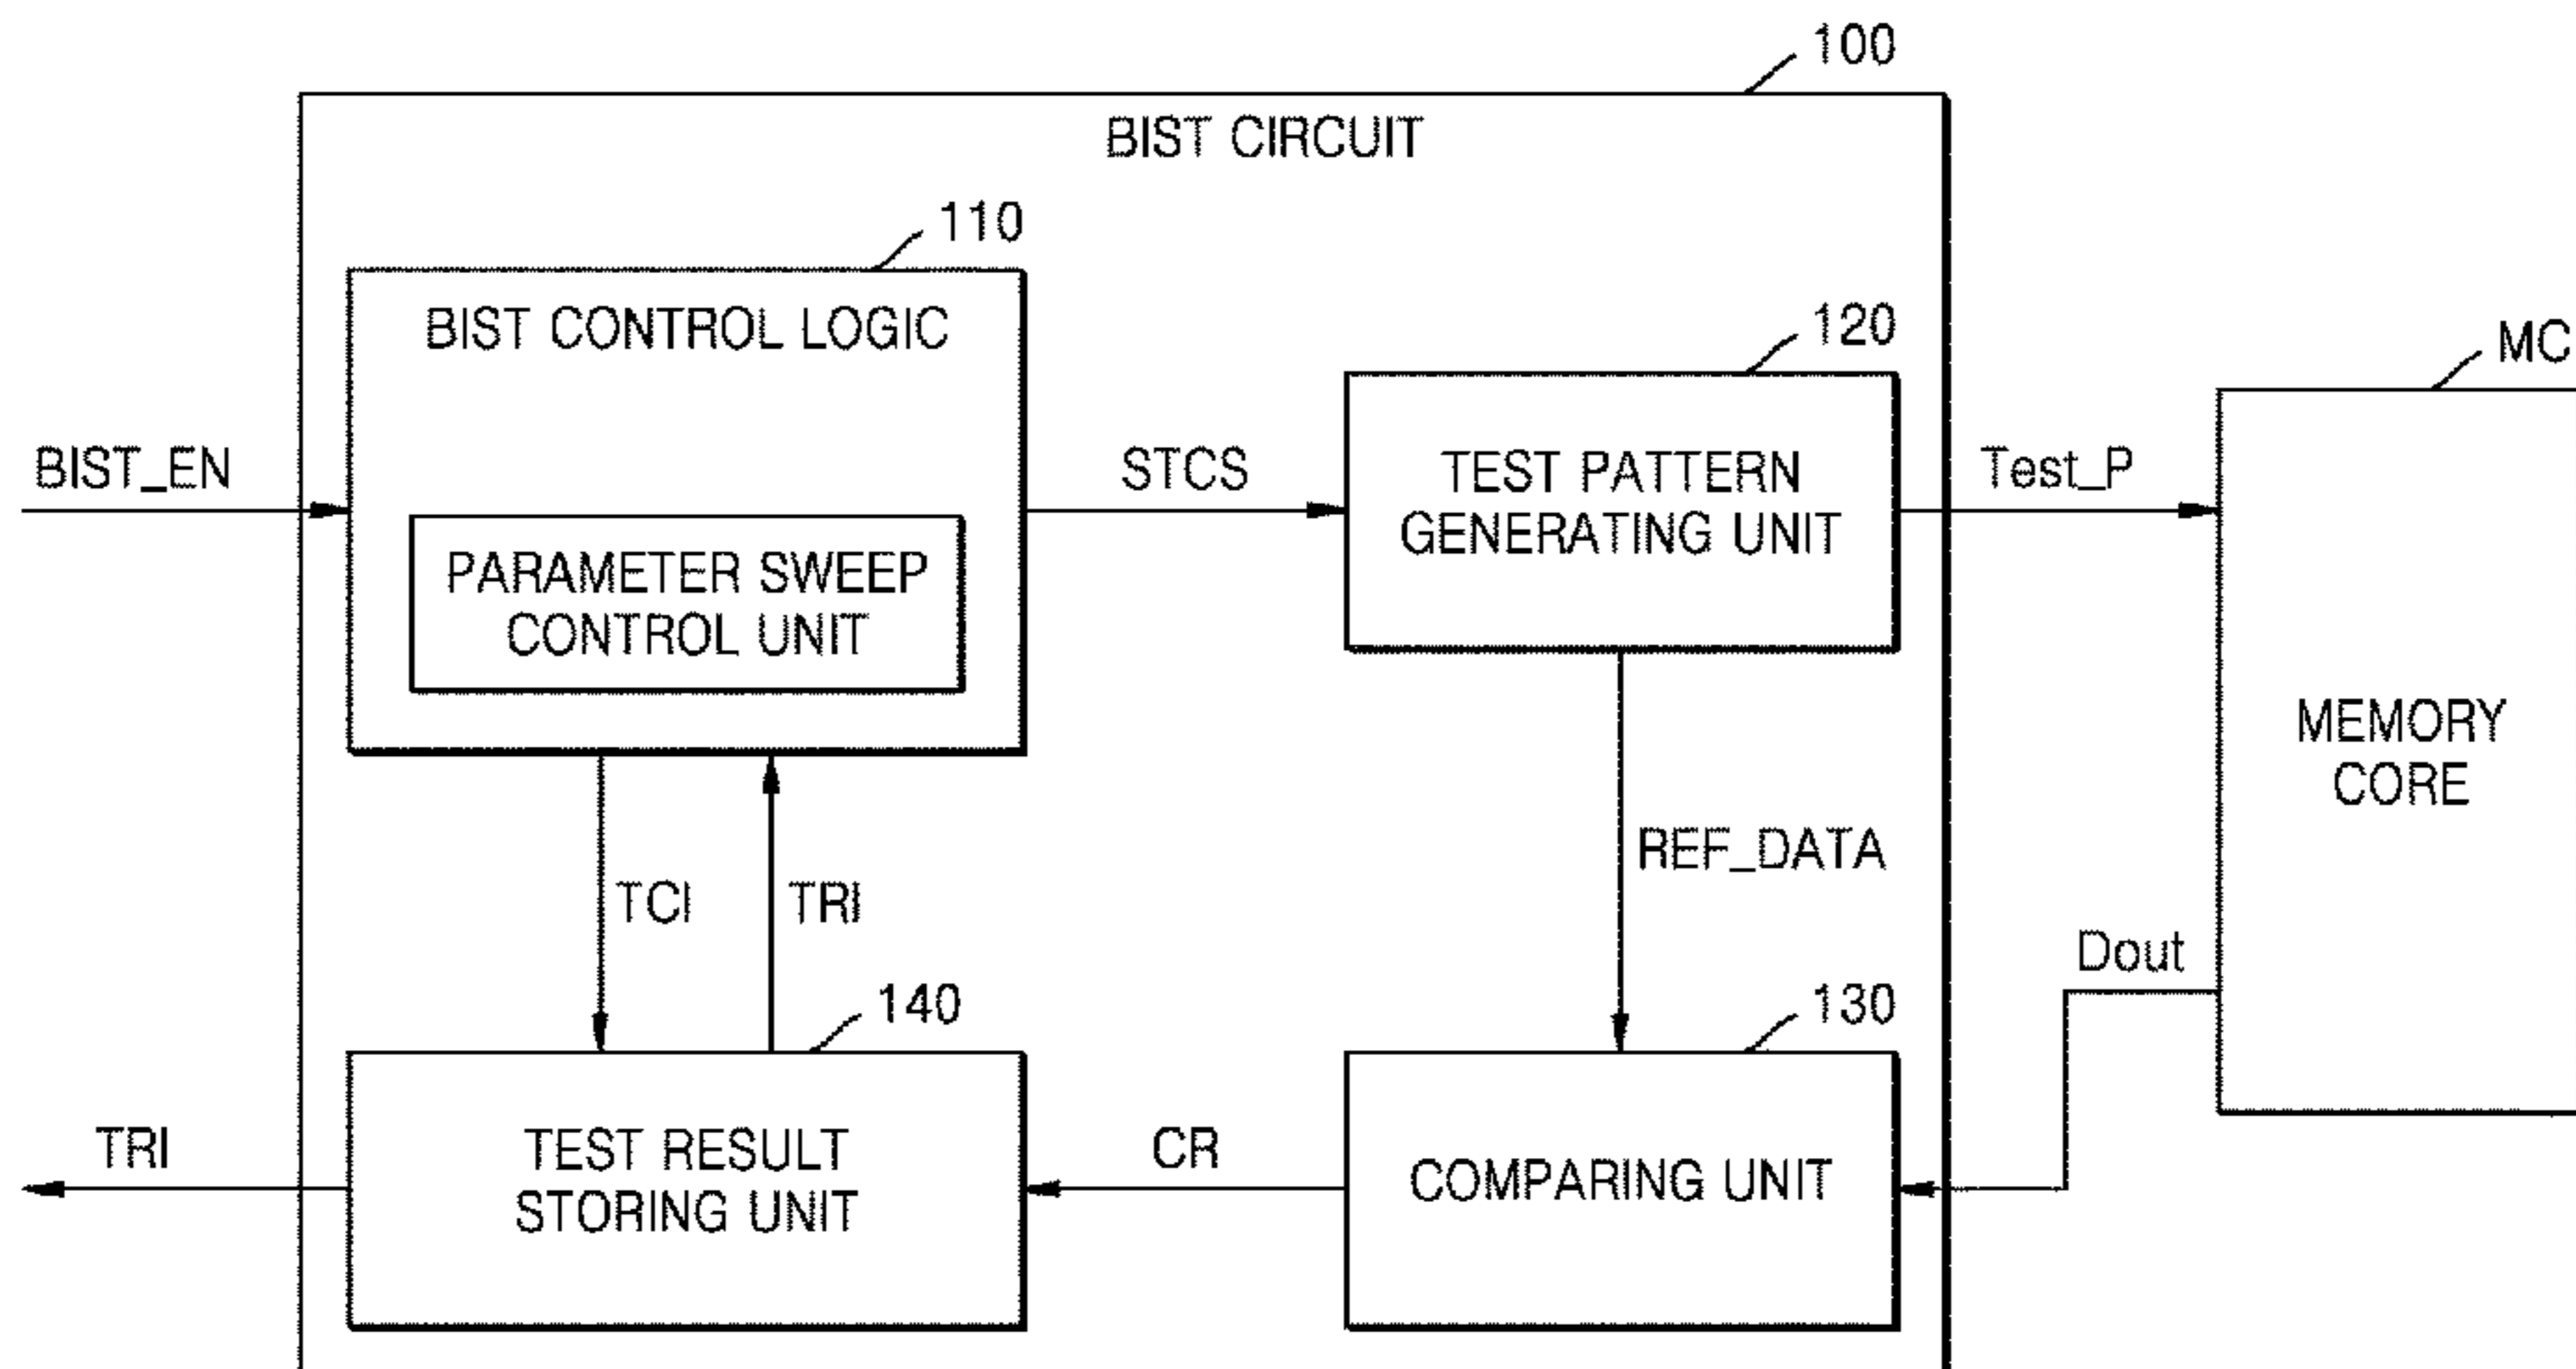 100
BIST CIRCUIT
110
BIST CONTROL LOGIC
120
MC
BIST_EN
STCS
TEST PATTERN
GENERATING UNIT
Test_P
PARAMETER SWEEP
CONTROL UNIT
MEMORY
CORE
REF_DATA
TCI
TRI
Dout
140
130
TRI
TEST RESULT
STORING UNIT
CR
COMPARING UNIT